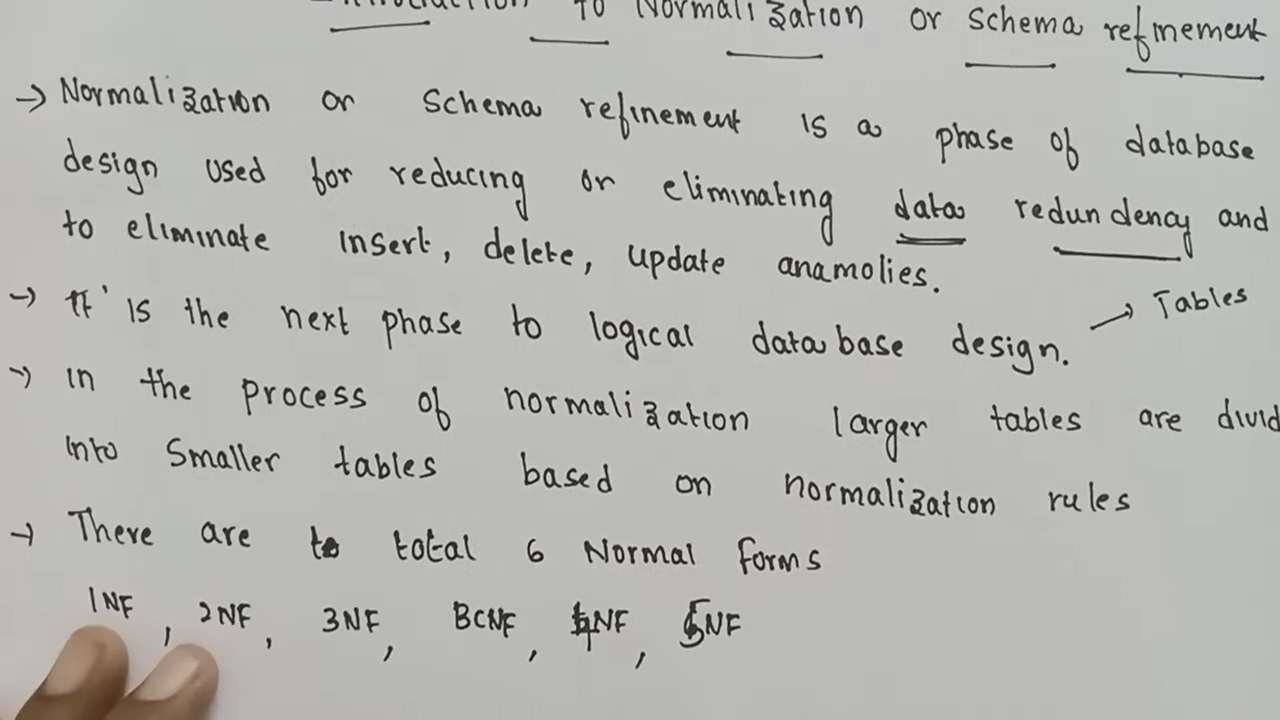 Introduction to Normalization or schema refinement
→ Normalization or schema refinement is a phase of database
design used for reducing or eliminating data redundency and
to eliminate insert, delete, update anamolies.
→ It is the next phase to logical database design. → Tables
→ in the process of normalization larger tables are divid
into smaller tables based on normalization rules
→ There are to total 6 Normal forms
1NF, 2NF, 3NF, BCNF, 4NF, 5NF